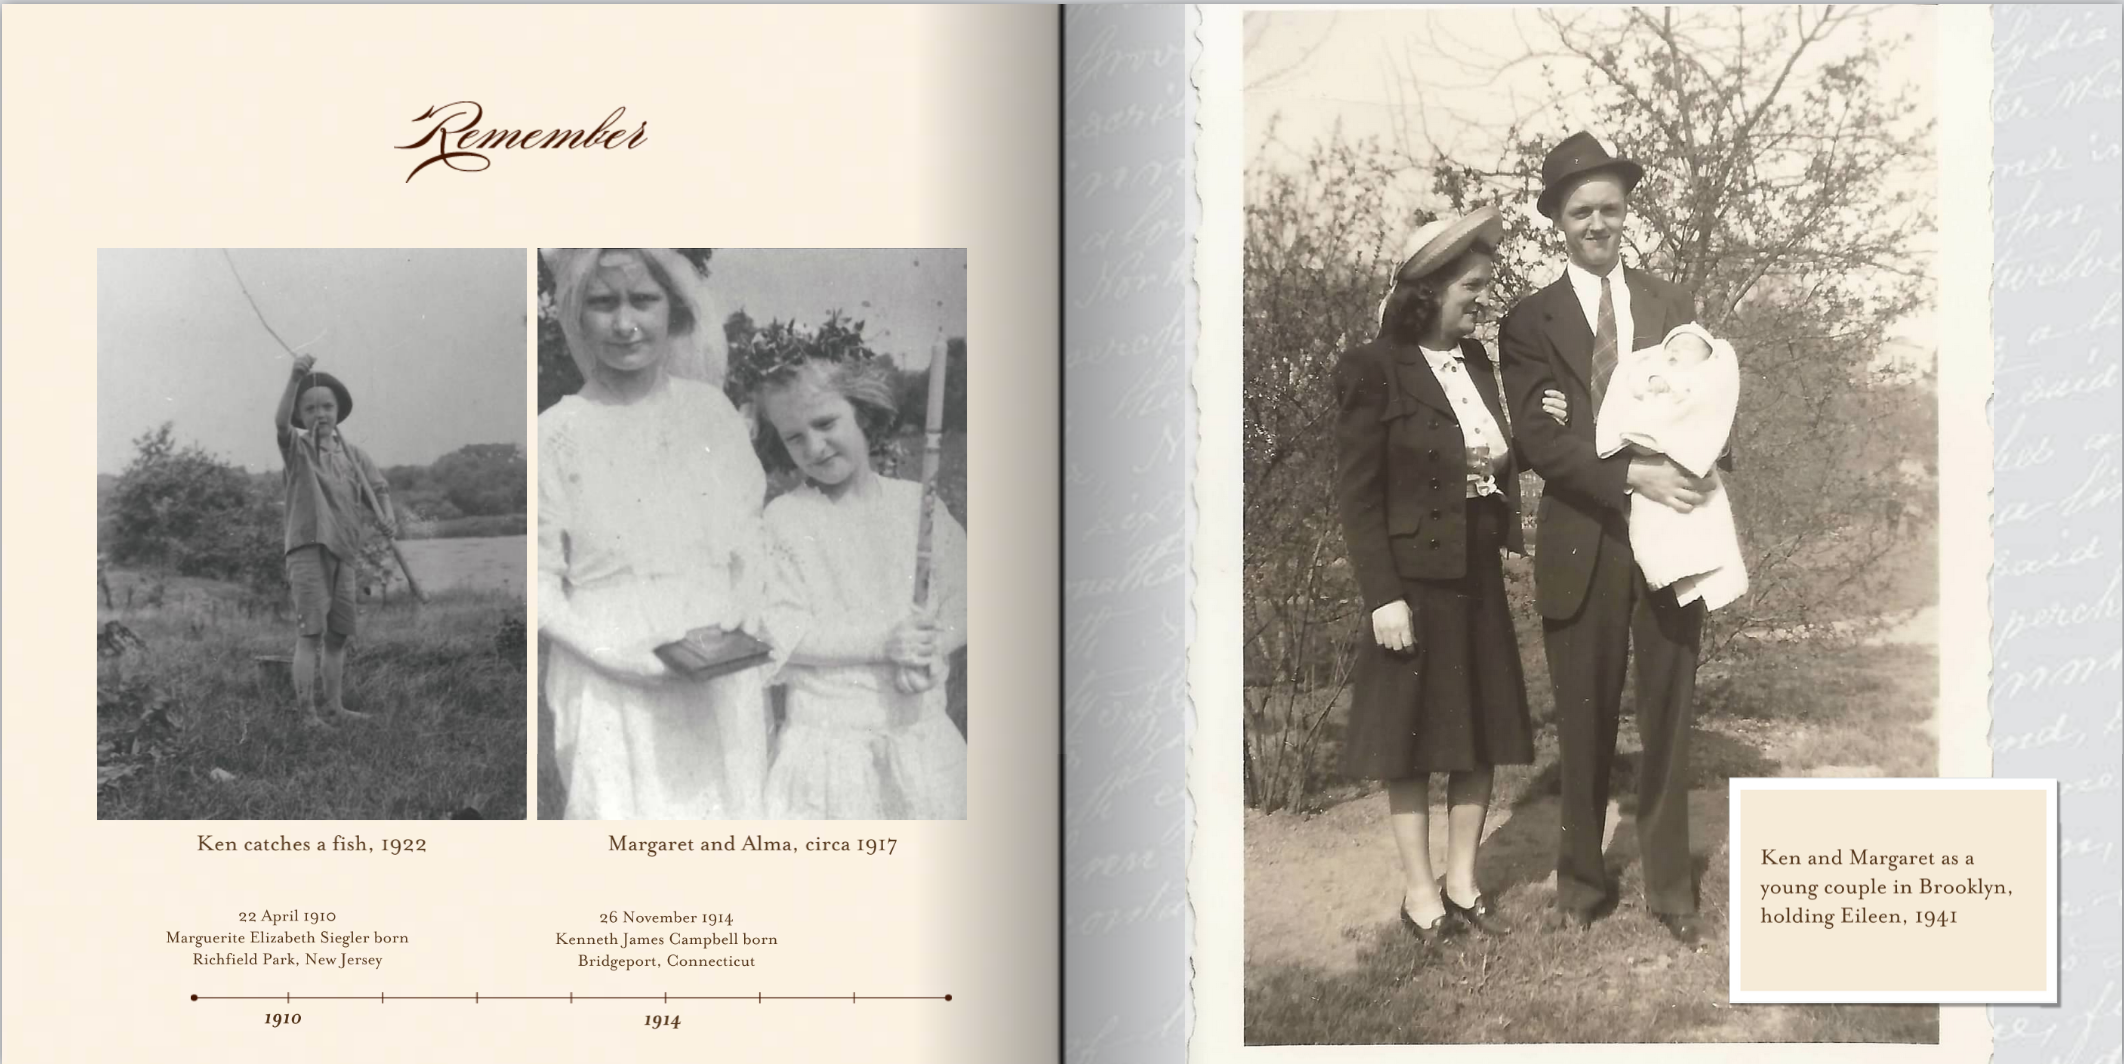 Remember
Ken catches a fish, 1922
Margaret and Alma, circa 1917
22 April 1910
Marguerite Elizabeth Siegler born
Richfield Park, New Jersey
26 November 1914
Kenneth James Campbell born
Bridgeport, Connecticut
1910
1914
Ken and Margaret as a
young couple in Brooklyn,
holding Eileen, 1941